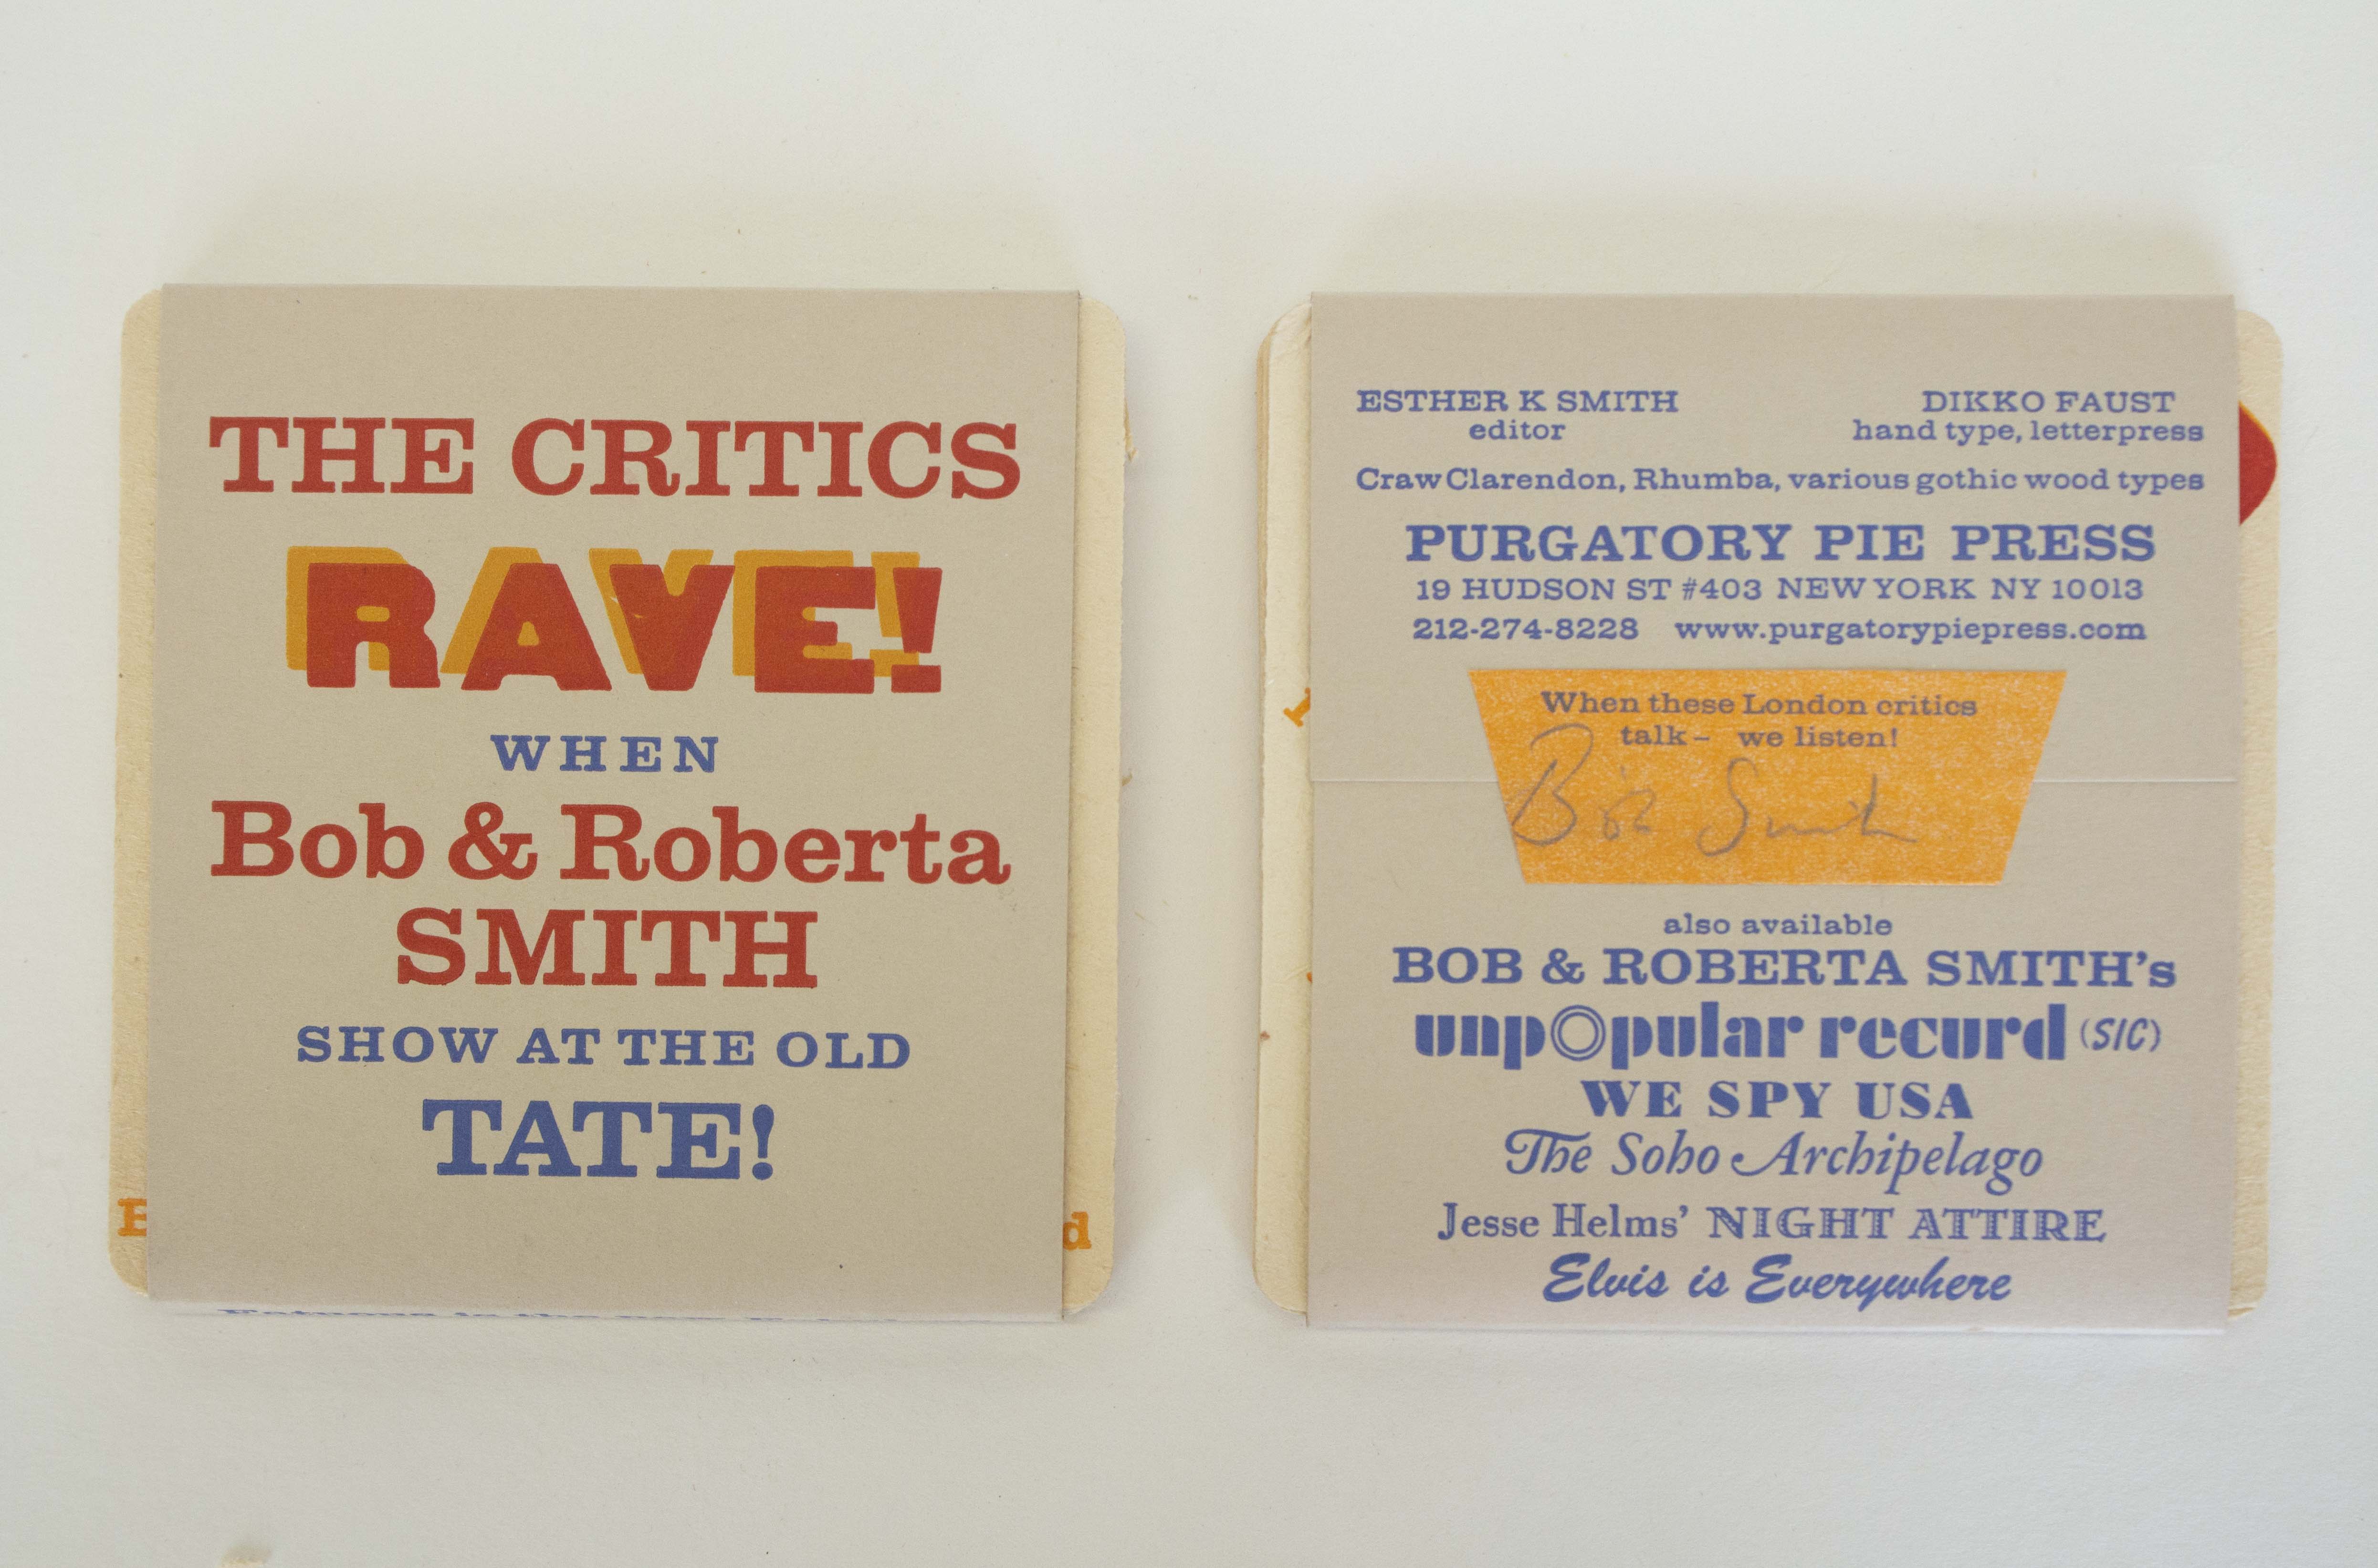 THE CRITICS
RAVE!
WHEN
Bob & Roberta
SMITH
SHOW AT THE OLD
TATE!
ESTHER K SMITH
editor
DIKKO FAUST
hand type, letterpress
Craw Clarendon, Rhumba, various gothic wood types
PURGATORY PIE PRESS
19 HUDSON ST #403 NEW YORK NY 10013
212-274-8228 www.purgatorypiepress.com
When these London critics
talk – we listen!
Bob Smith
also available
BOB & ROBERTA SMITH's
unpopular recurd (SIC)
WE SPY USA
The Soho Archipelago
Jesse Helms' NIGHT ATTIRE
Elvis is Everywhere